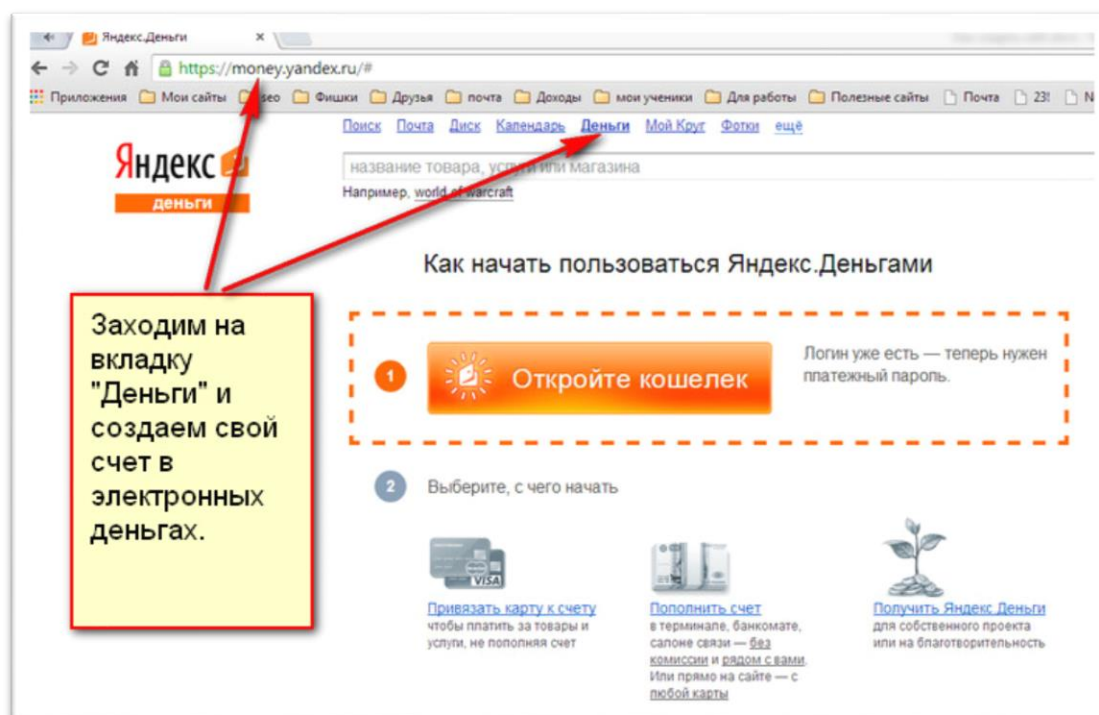 Яндекс.Деньги
https://money.yandex.ru/#
Приложения Мои сайты seo Фишки Друзья почта Доходы мои ученики Для работы Полезные сайты Почта 23! N
Поиск Почта Диск Календарь Деньги Мой Круг Фотки ещё
Яндекс
деньги
название товара, услуги или магазина
Например, world of warcraft
Как начать пользоваться Яндекс.Деньгами
Заходим на
вкладку
"Деньги" и
создаем свой
счет в
электронных
деньгах.
1
Откройте кошелек
Логин уже есть — теперь нужен
платежный пароль.
2
Выберите, с чего начать
VISA
Привязать карту к счету
чтобы платить за товары и
услуги, не пополняя счет
Пополнить счет
в терминале, банкомате,
салоне связи — без
комиссии и рядом с вами.
Или прямо на сайте — с
любой карты
Получить Яндекс.Деньги
для собственного проекта
или на благотворительность